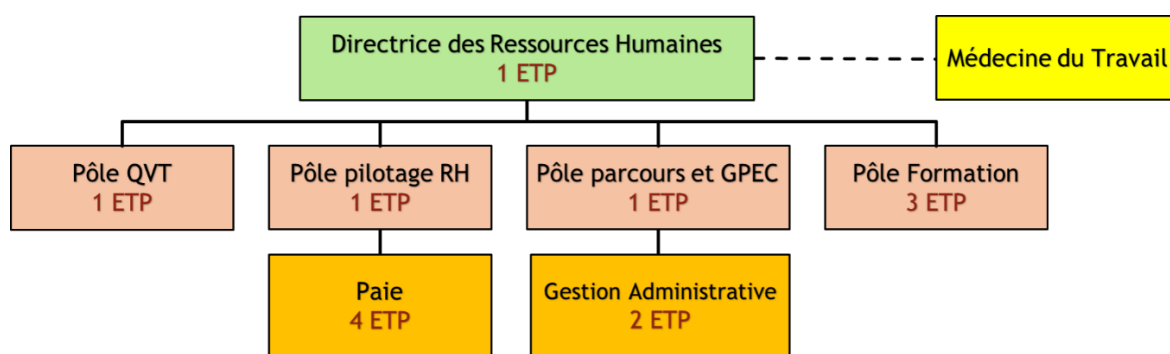 Directrice des Ressources Humaines
1 ETP
Médecine du Travail
Pôle QVT
1 ETP
Pôle pilotage RH
1 ETP
Pôle parcours et GPEC
1 ETP
Pôle Formation
3 ETP
Paie
4 ETP
Gestion Administrative
2 ETP